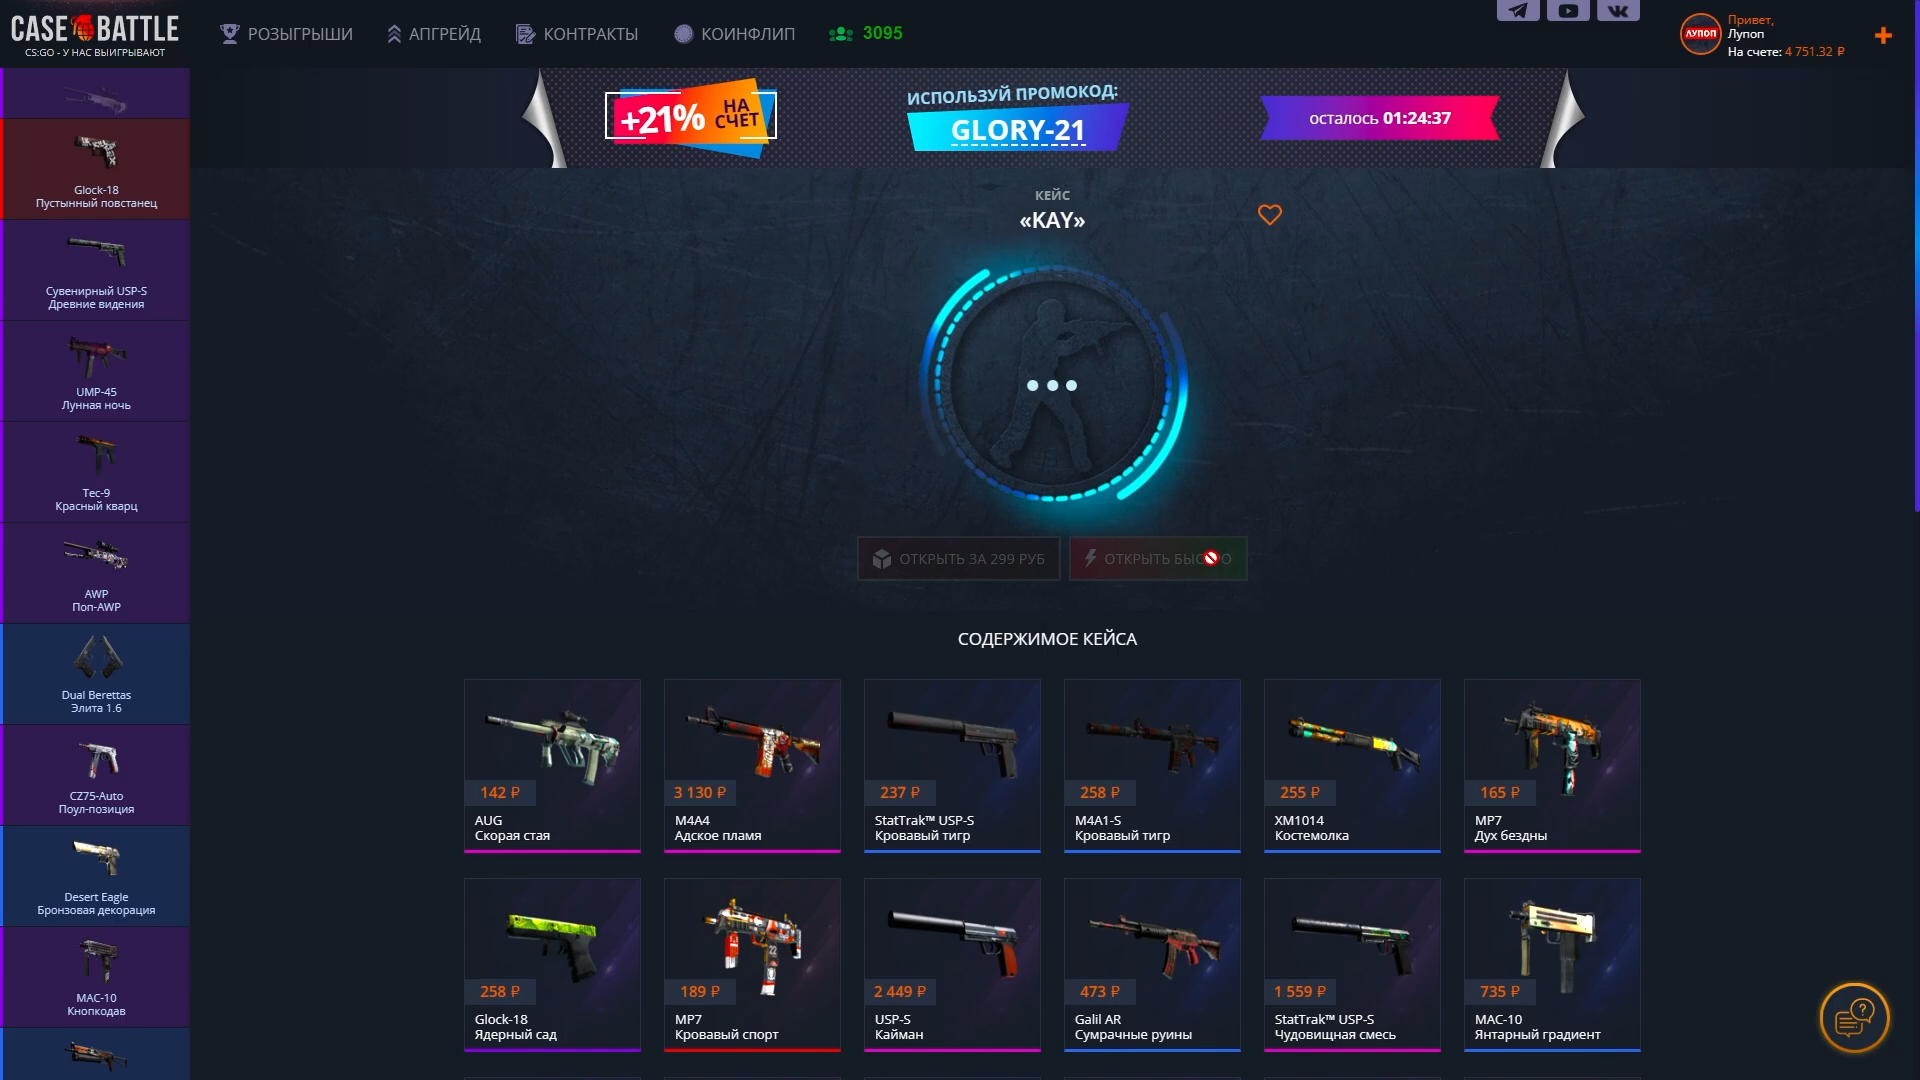 CASE BATTLE
CS:GO - У НАС ВЫИГРЫВАЮТ
РОЗЫГРЫШИ
АПГРЕЙД
КОНТРАКТЫ
КОИНФЛИП
3095
ЛУПОП
Привет,
Лупоп
На счете: 4 751.32 ₽
+21% НА СЧЕТ
ИСПОЛЬЗУЙ ПРОМОКОД:
GLORY-21
осталось 01:24:37
Glock-18
Пустынный повстанец
Сувенирный USP-S
Древние видения
UMP-45
Лунная ночь
Tec-9
Красный кварц
AWP
Поп-AWP
Dual Berettas
Элита 1.6
CZ75-Auto
Поул-позиция
Desert Eagle
Бронзовая декорация
MAC-10
Кнопкодав
КЕЙС
«KAY»
ОТКРЫТЬ ЗА 299 РУБ
ОТКРЫТЬ
СОДЕРЖИМОЕ КЕЙСА
142 ₽
AUG
Скорая стая
3 130 ₽
M4A4
Адское пламя
237 ₽
StatTrak™ USP-S
Кровавый тигр
258 ₽
M4A1-S
Кровавый тигр
255 ₽
XM1014
Костемолка
165 ₽
MP7
Дух бездны
258 ₽
Glock-18
Ядерный сад
189 ₽
MP7
Кровавый спорт
2 449 ₽
USP-S
Кайман
473 ₽
Galil AR
Сумрачные руины
1 559 ₽
StatTrak™ USP-S
Чудовищная смесь
735 ₽
MAC-10
Янтарный градиент